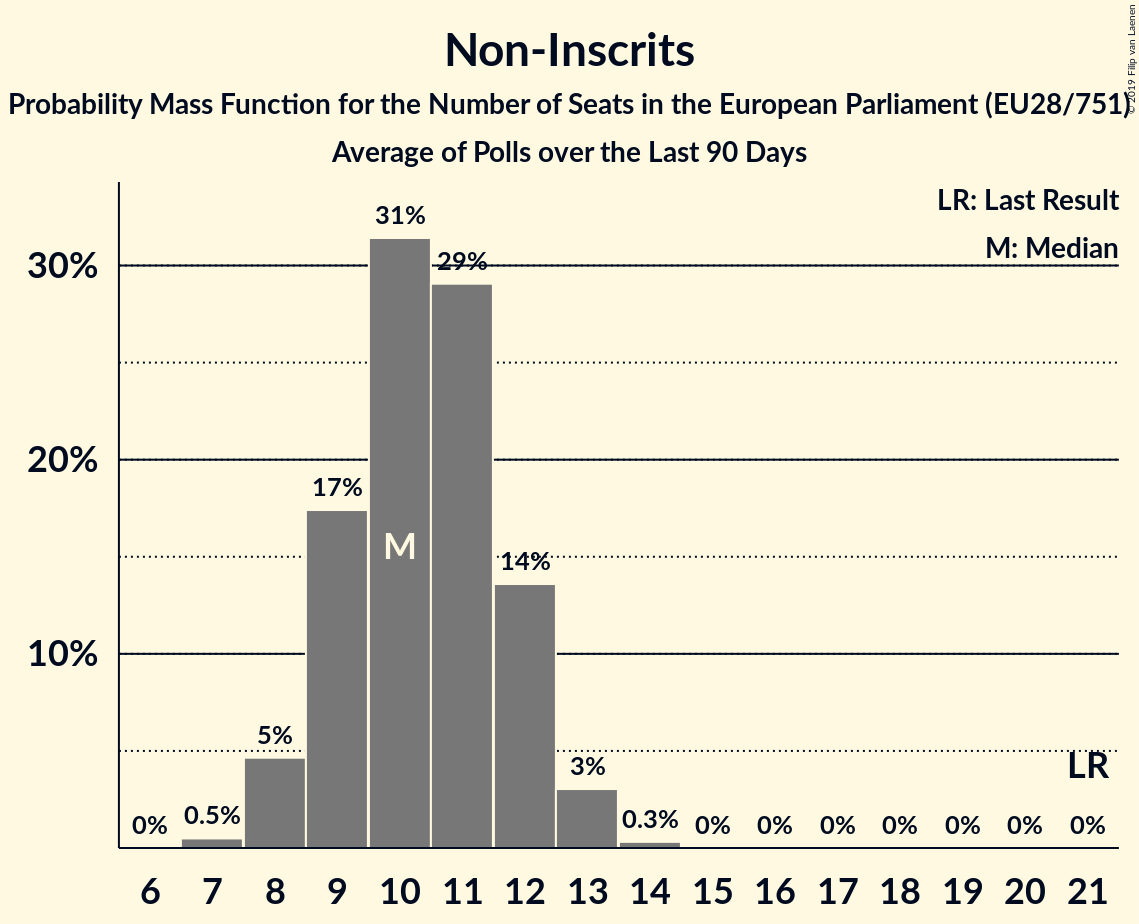 Non-Inscrits
Probability Mass Function for the Number of Seats in the European Parliament (EU28/751)
Average of Polls over the Last 90 Days
© 2019 Filip van Laenen
LR: Last Result
M: Median
30%
20%
10%
0%
0.5%
5%
17%
31%
29%
14%
3%
0.3%
0%
0%
0%
0%
0%
0%
0%
M
LR
6 7 8 9 10 11 12 13 14 15 16 17 18 19 20 21